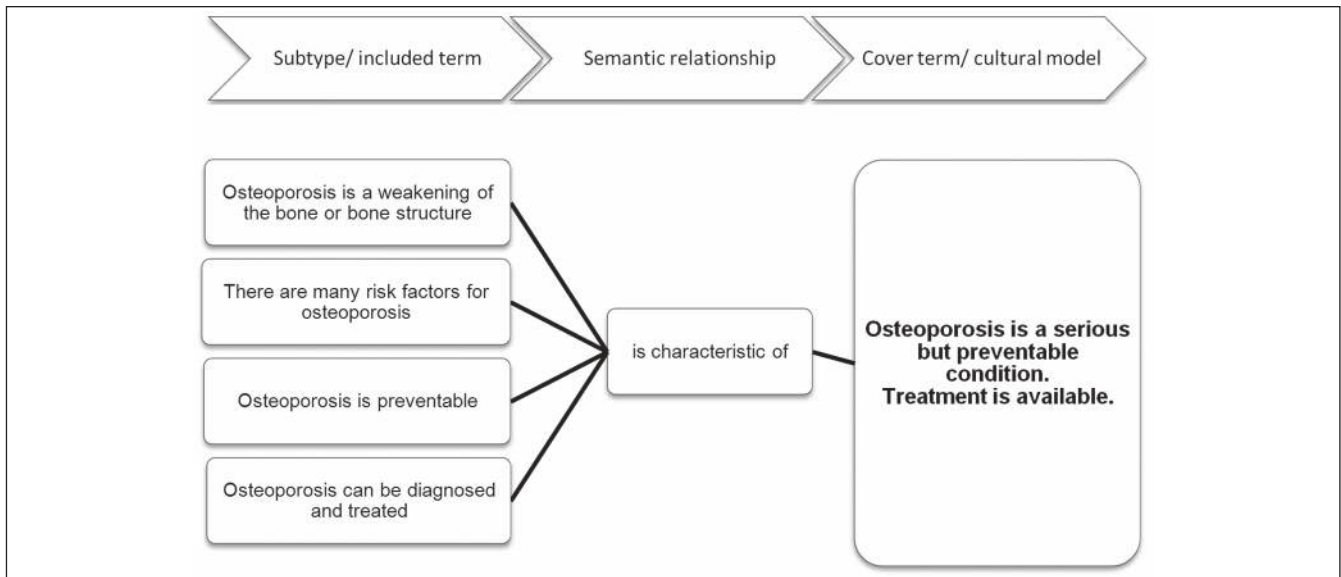 Subtype/ included term
Semantic relationship
Cover term/ cultural model
Osteoporosis is a weakening of
the bone or bone structure
There are many risk factors for
osteoporosis
Osteoporosis is preventable
Osteoporosis can be diagnosed
and treated
is characteristic of
Osteoporosis is a serious
but preventable
condition.
Treatment is available.